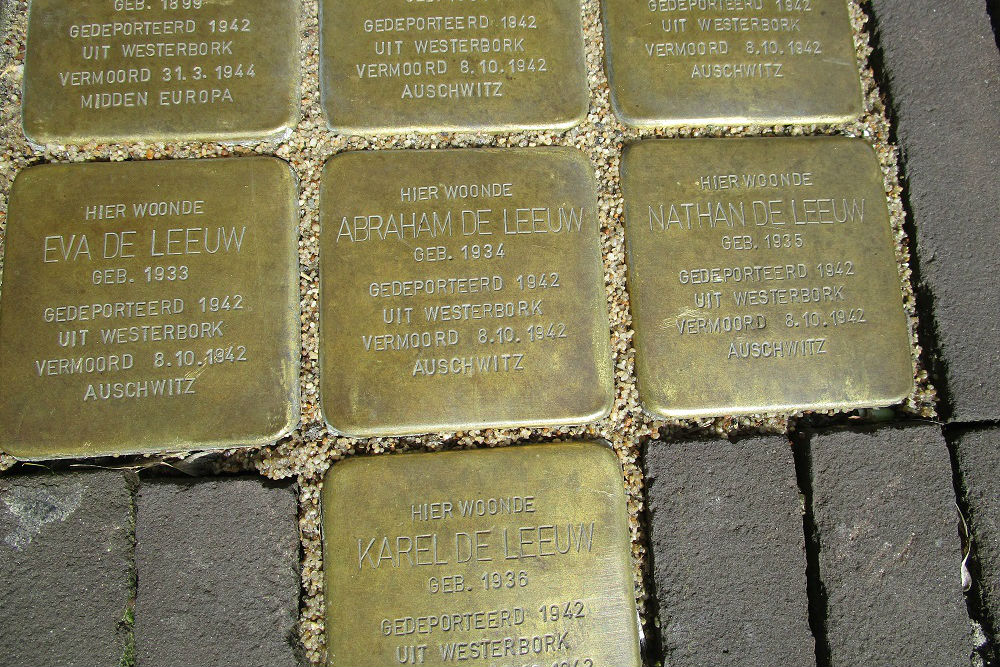 GEB. 1899
GEDEPORTEERD 1942
UIT WESTERBORK
VERMOORD 31.3.1944
MIDDEN EUROPA
GEDEPORTEERD 1942
UIT WESTERBORK
VERMOORD 8.10.1942
AUSCHWITZ
GEDEPORTEERD 1942
UIT WESTERBORK
VERMOORD 8.10.1942
AUSCHWITZ
HIER WOONDE
EVA DE LEEUW
GEB. 1933
GEDEPORTEERD 1942
UIT WESTERBORK
VERMOORD 8.10.1942
AUSCHWITZ
HIER WOONDE
ABRAHAM DE LEEUW
GEB. 1934
GEDEPORTEERD 1942
UIT WESTERBORK
VERMOORD 8.10.1942
AUSCHWITZ
HIER WOONDE
NATHAN DE LEEUW
GEB. 1935
GEDEPORTEERD 1942
UIT WESTERBORK
VERMOORD 8.10.1942
AUSCHWITZ
HIER WOONDE
KAREL DE LEEUW
GEB. 1936
GEDEPORTEERD 1942
UIT WESTERBORK